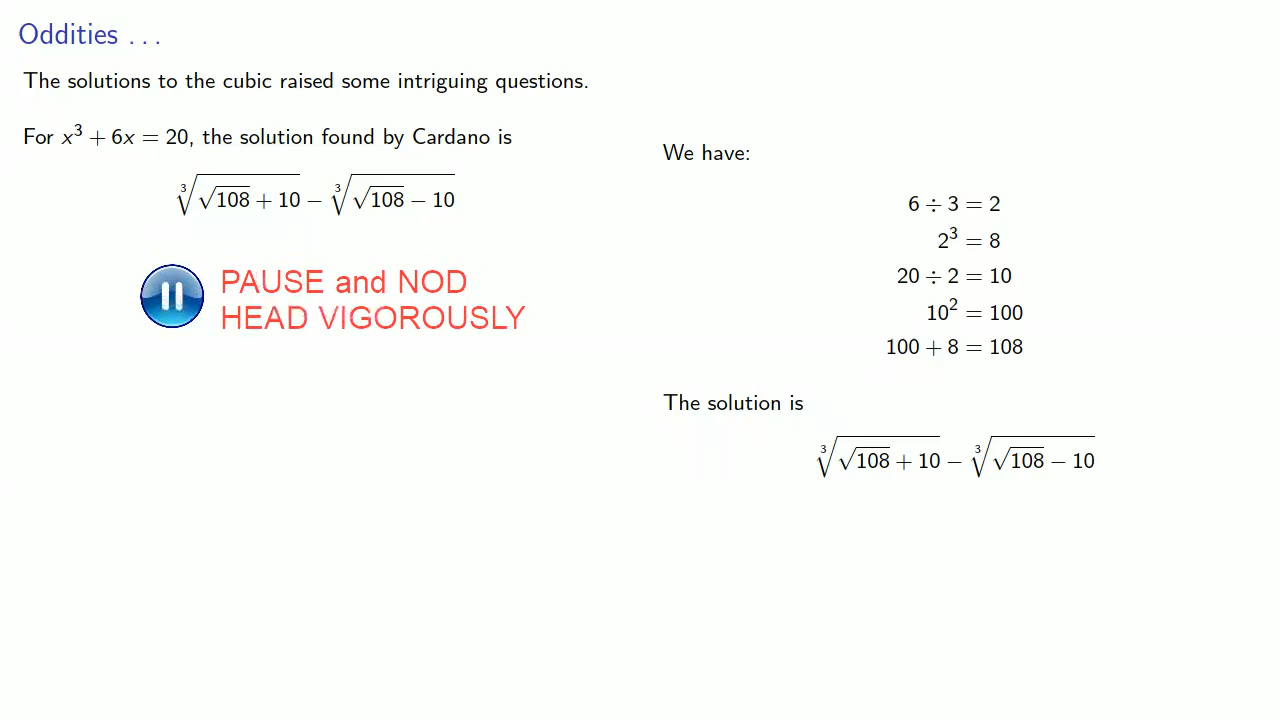 Oddities ...
The solutions to the cubic raised some intriguing questions.
For x³ + 6x = 20, the solution found by Cardano is
∛(√108 + 10) − ∛(√108 − 10)
PAUSE and NOD
HEAD VIGOROUSLY
We have:
6 ÷ 3 = 2
2³ = 8
20 ÷ 2 = 10
10² = 100
100 + 8 = 108
The solution is
∛(√108 + 10) − ∛(√108 − 10)